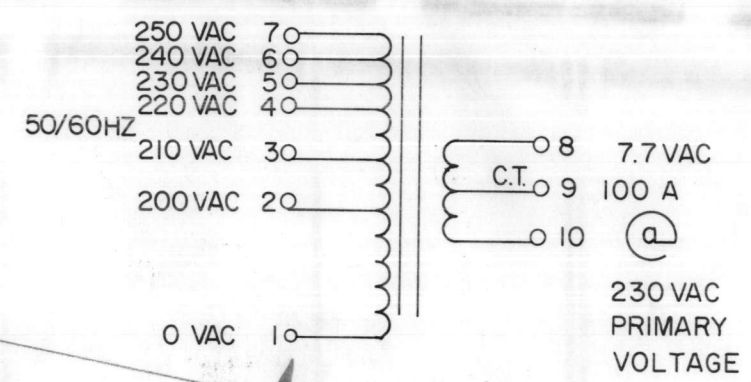 250 VAC 7
240 VAC 6
230 VAC 5
220 VAC 4
50/60HZ
210 VAC 3
200 VAC 2
0 VAC 1
8 7.7 VAC
C.T. 9 100 A
10 @
230 VAC
PRIMARY
VOLTAGE